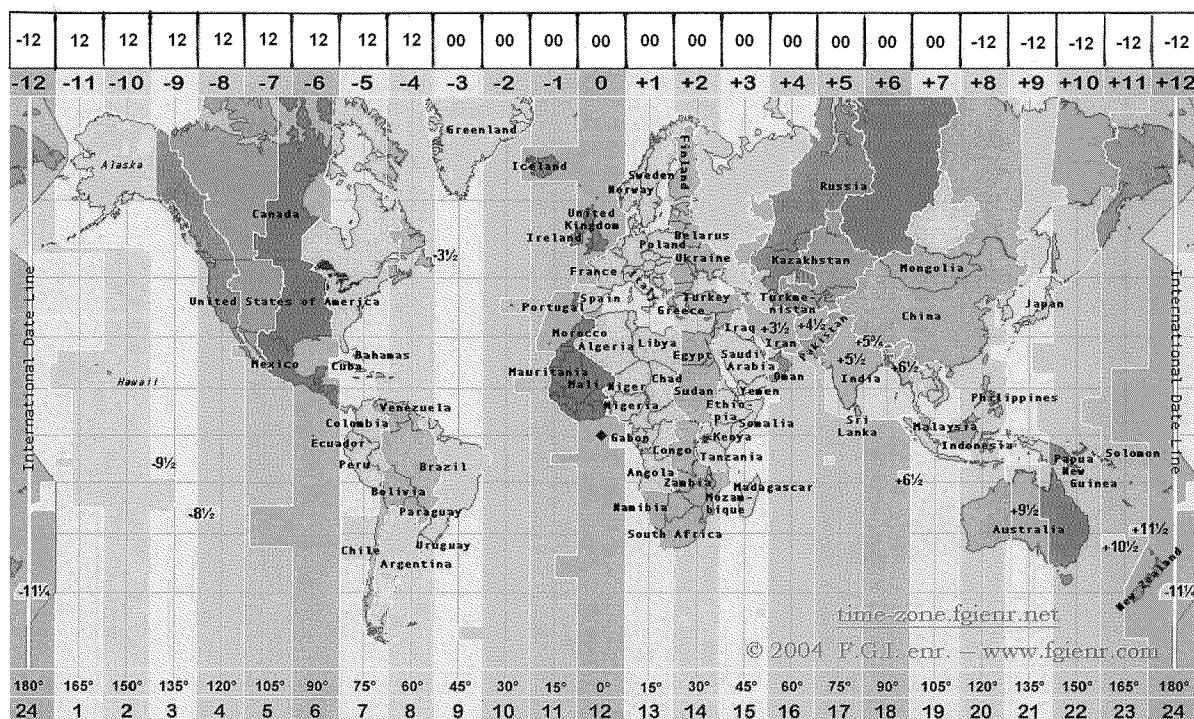 -12 12 12 12 12 12 12 12 12 00 00 00 00 00 00 00 00 00 00 00 -12 -12 -12 -12 -12
-12 -11 -10 -9 -8 -7 -6 -5 -4 -3 -2 -1 0 +1 +2 +3 +4 +5 +6 +7 +8 +9 +10 +11 +12
Greenland
Alaska
Iceland
Finland
Sweden
Norway
Russia
Canada
United
Kingdom
Ireland
Belarus
Poland
-3½
Ukraine
Kazakhstan
Mongolia
France
Italy
International Date Line
International Date Line
United States of America
Portugal
Spain
Greece
Turkey
Turkme-
nistan
China
Japan
Morocco
Algeria
Libya
Iraq
+3½
+4½
Iran
Pakistan
+5¾
Bahamas
Cuba
Mexico
Egypt
Saudi
Arabia
+5½
India
+6½
Hawaii
Mauritania
Mali
Niger
Chad
Sudan
Oman
Yemen
Philippines
Venezuela
Colombia
Nigeria
Ethio-
pia
Somalia
Sri
Lanka
Malaysia
Ecuador
Gabon
Kenya
Indonesia
Congo
Tanzania
Papua
New
Guinea
Solomon
-9½
Peru
Brazil
Angola
Zambia
Madagascar
+6½
Bolivia
Mozam-
bique
-8½
Paraguay
Namibia
+9½
Australia
+11½
+10½
South Africa
Chile
Uruguay
Argentina
New Zealand
-11¼
-11¼
time-zone.fgienr.net
© 2004 F.G.I. enr. – www.fgienr.com
180° 165° 150° 135° 120° 105° 90° 75° 60° 45° 30° 15° 0° 15° 30° 45° 60° 75° 90° 105° 120° 135° 150° 165° 180°
24 1 2 3 4 5 6 7 8 9 10 11 12 13 14 15 16 17 18 19 20 21 22 23 24